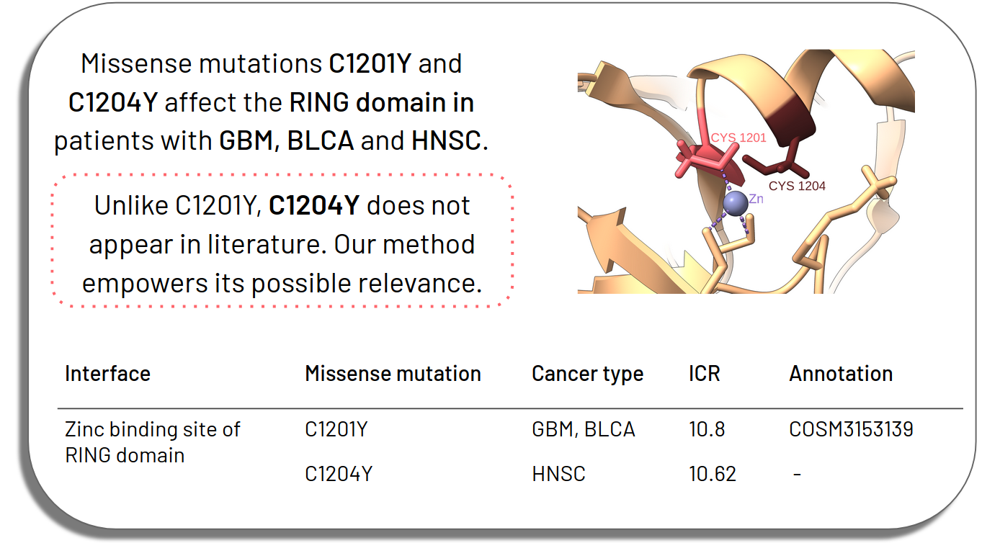 Missense mutations C1201Y and
C1204Y affect the RING domain in
patients with GBM, BLCA and HNSC.
Unlike C1201Y, C1204Y does not
appear in literature. Our method
empowers its possible relevance.
CYS 1201
CYS 1204
Zn
Interface Missense mutation Cancer type ICR Annotation
Zinc binding site of C1201Y GBM, BLCA 10.8 COSM3153139
RING domain
C1204Y HNSC 10.62 -